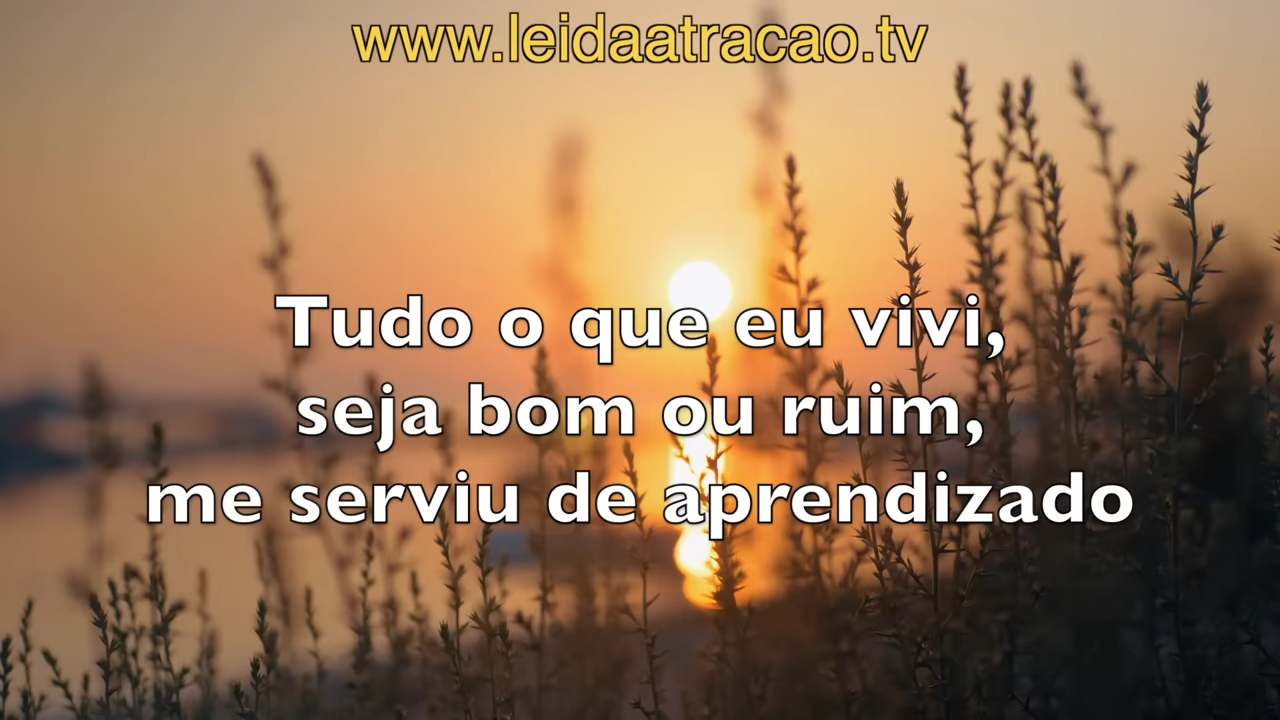 www.leidaatracao.tv
Tudo o que eu vivi,
seja bom ou ruim,
me serviu de aprendizado